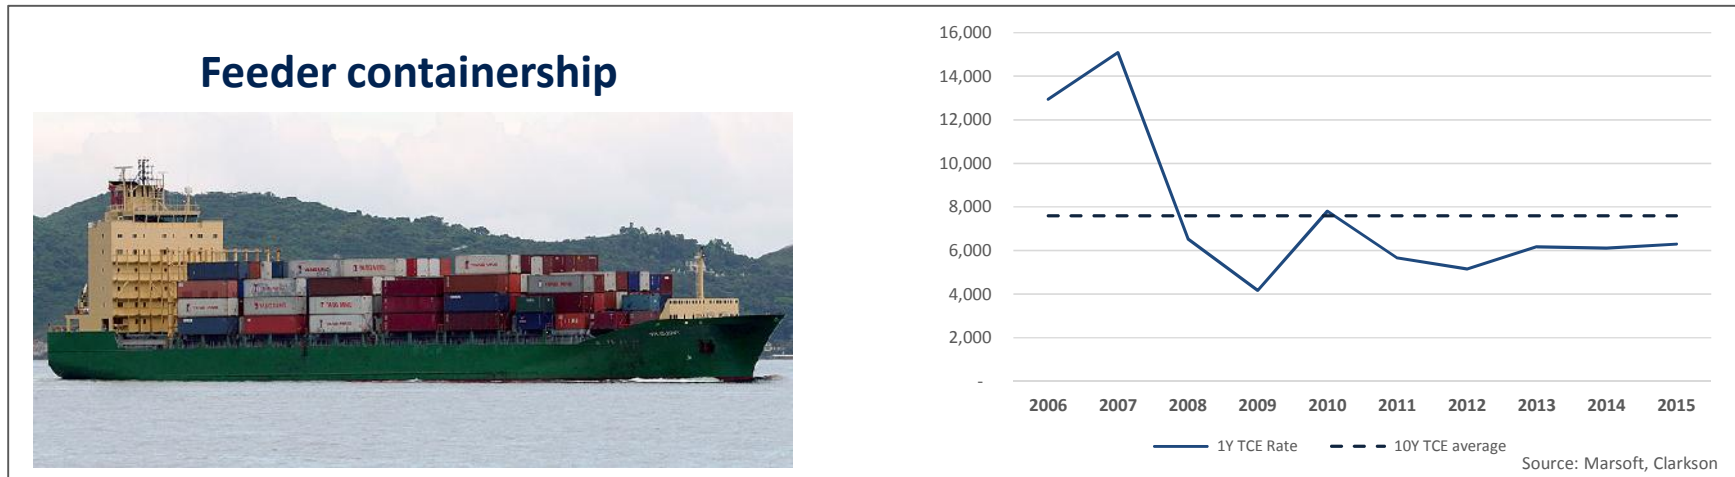 Feeder containership
16,000
14,000
12,000
10,000
8,000
6,000
4,000
2,000
-
2006 2007 2008 2009 2010 2011 2012 2013 2014 2015
1Y TCE Rate 10Y TCE average
Source: Marsoft, Clarkson